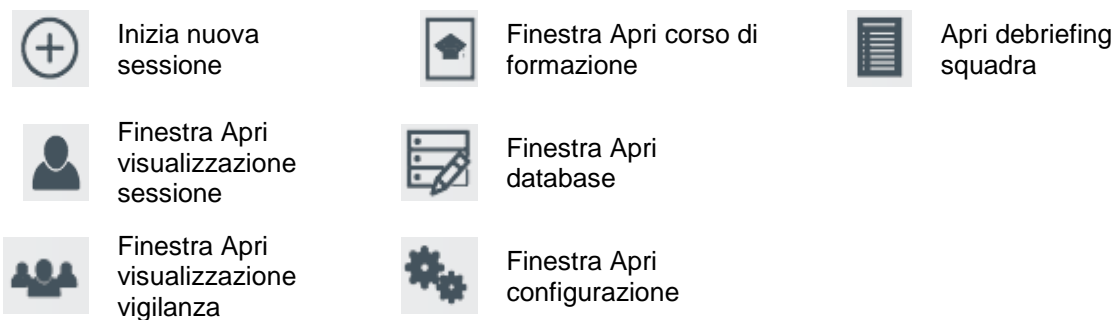 Inizia nuova
sessione
Finestra Apri corso di
formazione
Apri debriefing
squadra
Finestra Apri
visualizzazione
sessione
Finestra Apri
database
Finestra Apri
visualizzazione
vigilanza
Finestra Apri
configurazione